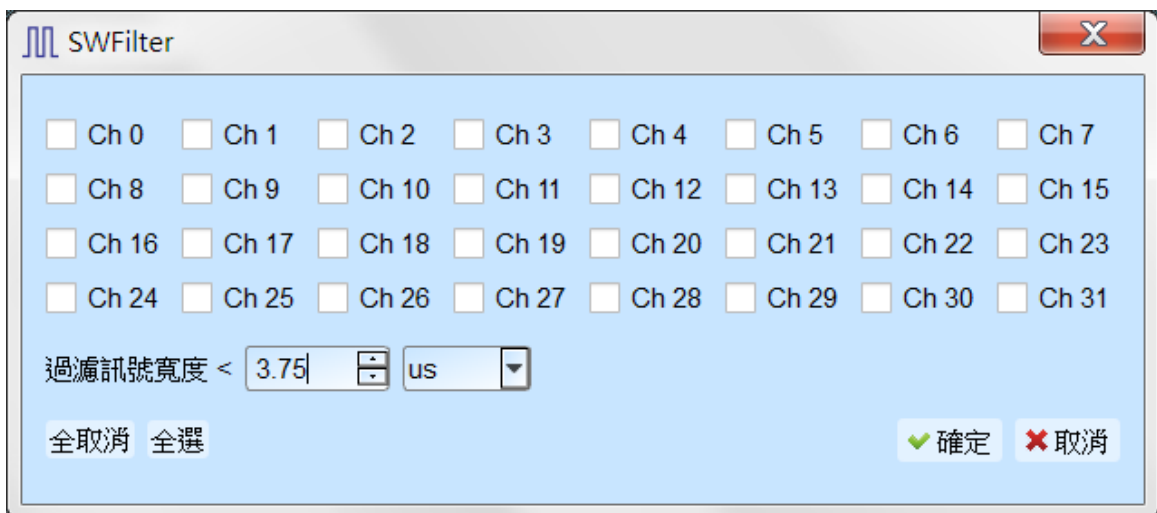 SWFilter
Ch 0 Ch 1 Ch 2 Ch 3 Ch 4 Ch 5 Ch 6 Ch 7
Ch 8 Ch 9 Ch 10 Ch 11 Ch 12 Ch 13 Ch 14 Ch 15
Ch 16 Ch 17 Ch 18 Ch 19 Ch 20 Ch 21 Ch 22 Ch 23
Ch 24 Ch 25 Ch 26 Ch 27 Ch 28 Ch 29 Ch 30 Ch 31
過濾訊號寬度 < 3.75 us
全取消 全選 確定 取消